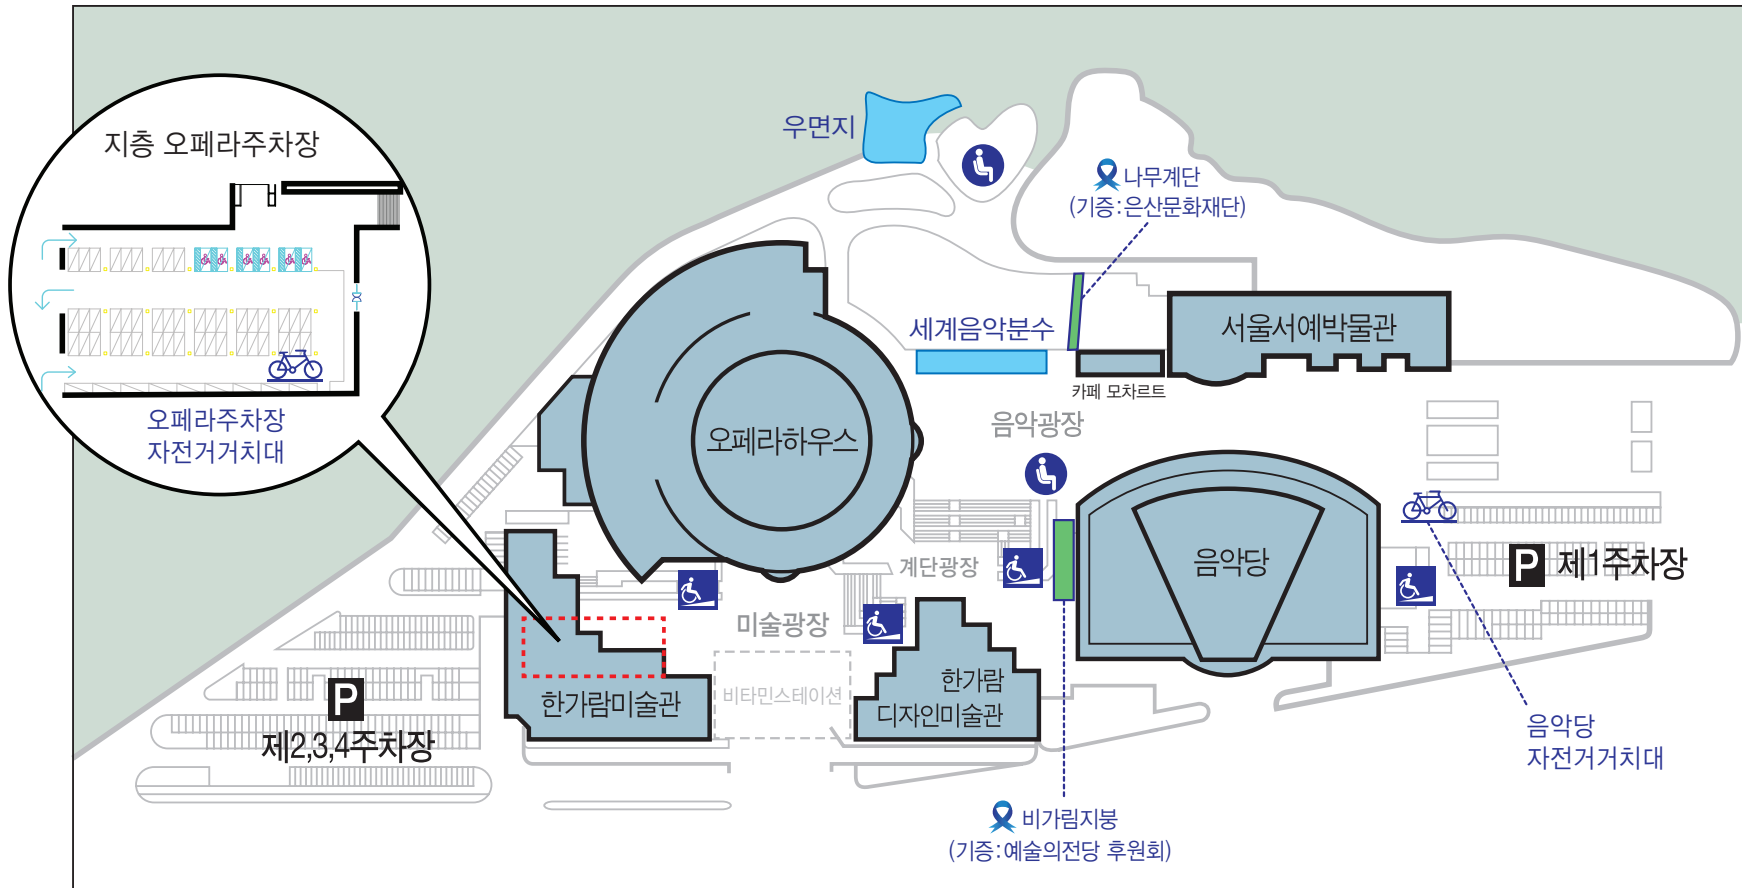 지층 오페라주차장
오페라주차장
자전거거치대
우면지
나무계단
(기증:은산문화재단)
세계음악분수
서울서예박물관
카페 모차르트
음악광장
오페라하우스
계단광장
음악당
P 제1주차장
미술광장
비타민스테이션
한가람미술관
한가람
디자인미술관
P
제2,3,4주차장
음악당
자전거거치대
비가림지붕
(기증:예술의전당 후원회)